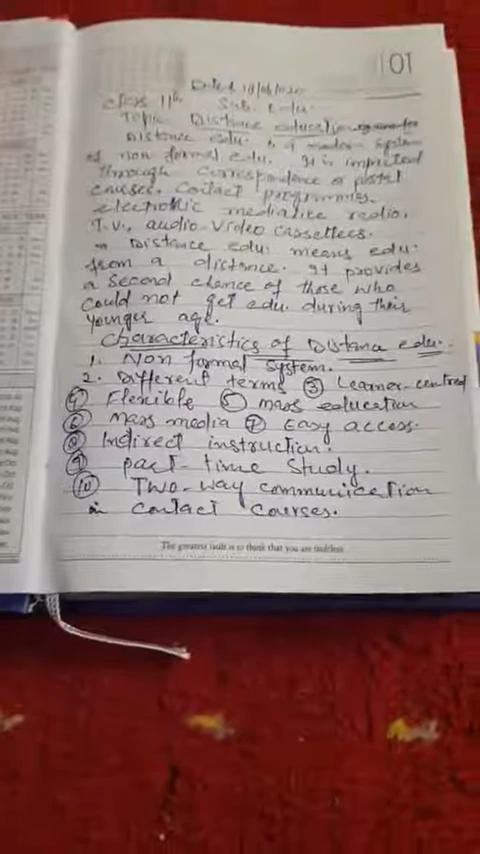 01
Class 11th Sub. Edu.
Topic Distance education
Distance edu. is a modern system
of non formal edu. It is imparted
through correspondence or postal
courses. Contact programmes,
electronic media like radio,
T.V., audio-video cassettes.
Distance edu. means edu.
from a distance. It provides
a second chance of those who
could not get edu. during their
younger age.
Characteristics of Distance edu.
1. Non formal system.
2. Different terms ③ Learner-centred
④ Flexible ⑤ mass education
⑥ Mass media ⑦ Easy access.
⑧ Indirect instruction.
⑨ part-time study.
⑩ Two-way communication
in contact courses.
The greatest fault is to think that you are faultless